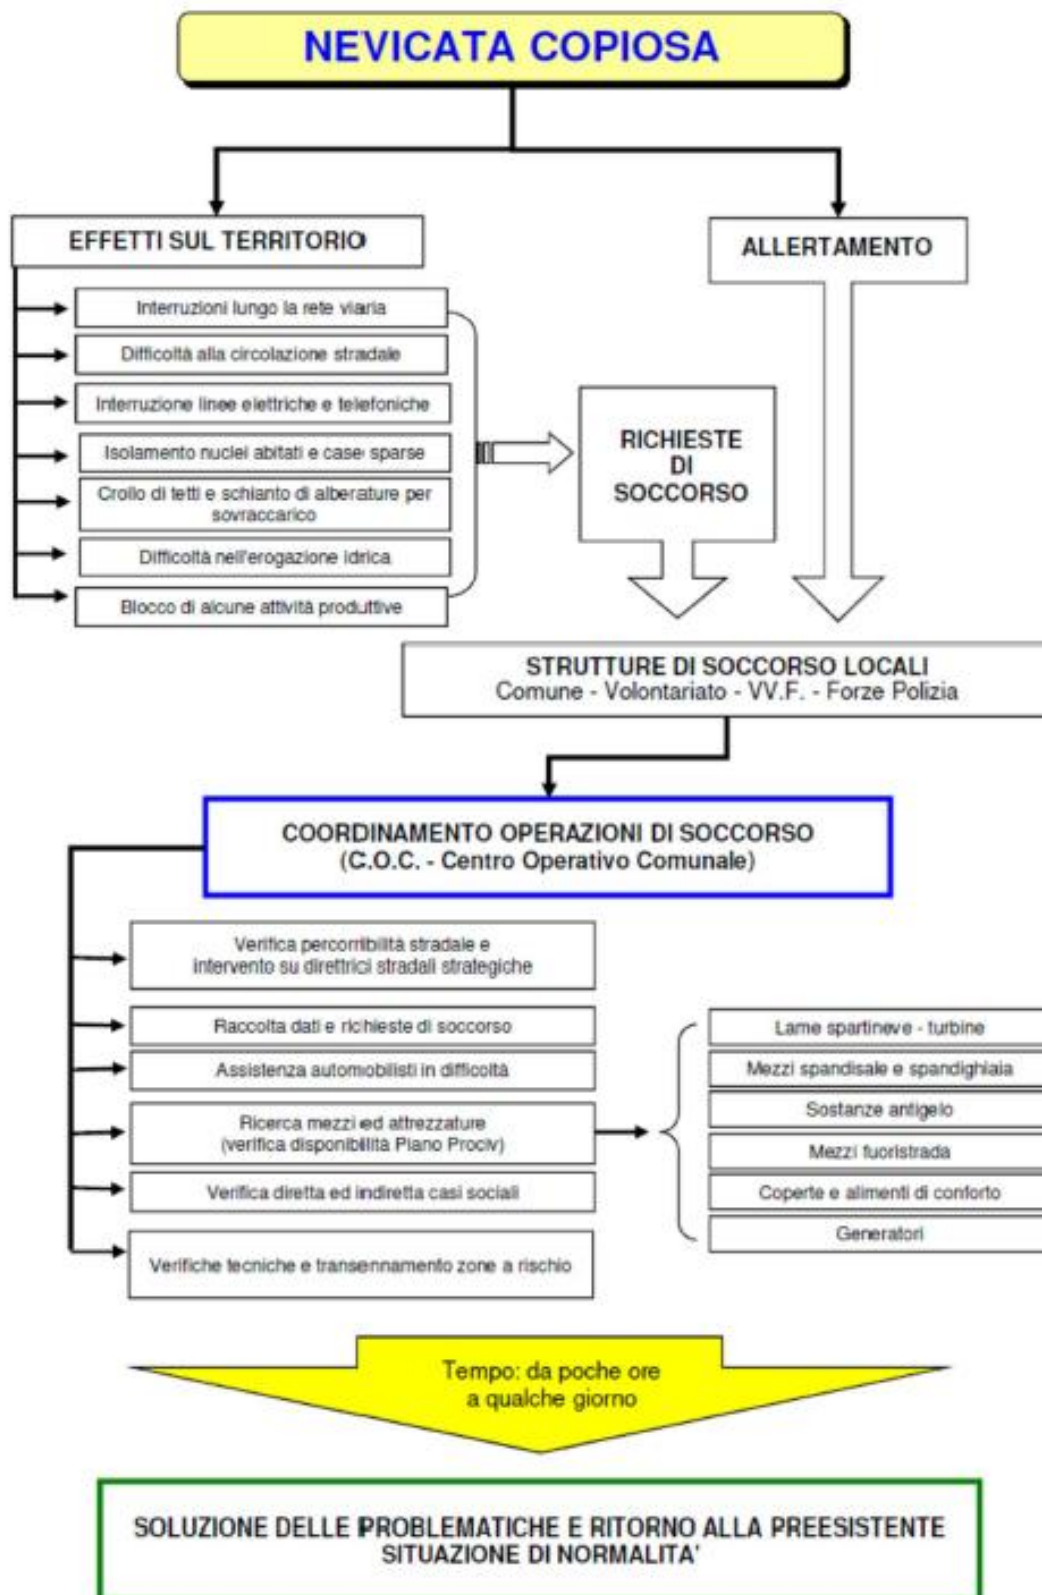 NEVICATA COPIOSA
EFFETTI SUL TERRITORIO
ALLERTAMENTO
Interruzioni lungo la rete viaria
Difficoltà alla circolazione stradale
Interruzione linee elettriche e telefoniche
Isolamento nuclei abitati e case sparse
Crollo di tetti e schianto di alberature per
sovraccarico
Difficoltà nell'erogazione idrica
Blocco di alcune attività produttive
RICHIESTE
DI
SOCCORSO
STRUTTURE DI SOCCORSO LOCALI
Comune - Volontariato - VV.F. - Forze Polizia
COORDINAMENTO OPERAZIONI DI SOCCORSO
(C.O.C. - Centro Operativo Comunale)
Verifica percorribilità stradale e
intervento su direttrici stradali strategiche
Raccolta dati e richieste di soccorso
Assistenza automobilisti in difficoltà
Ricerca mezzi ed attrezzature
(verifica disponibilità Piano Prociv)
Verifica diretta ed indiretta casi sociali
Verifiche tecniche e transennamento zone a rischio
Lame spartineve - turbine
Mezzi spandisale e spandighiaia
Sostanze antigelo
Mezzi fuoristrada
Coperte e alimenti di conforto
Generatori
Tempo: da poche ore
a qualche giorno
SOLUZIONE DELLE PROBLEMATICHE E RITORNO ALLA PREESISTENTE
SITUAZIONE DI NORMALITA'